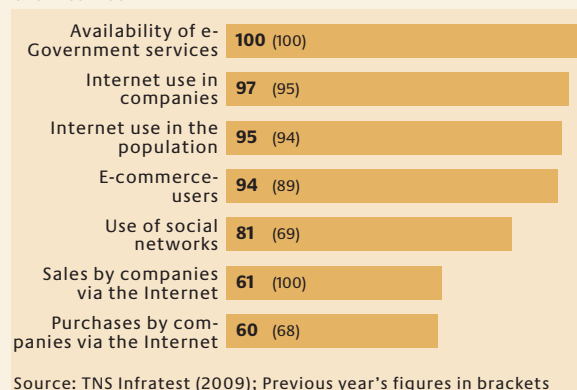 Availability of e-
Government services
100 (100)
Internet use in
companies
97 (95)
Internet use in the
population
95 (94)
E-commerce-
users
94 (89)
Use of social
networks
81 (69)
Sales by companies
via the Internet
61 (100)
Purchases by com-
panies via the Internet
60 (68)
Source: TNS Infratest (2009); Previous year's figures in brackets